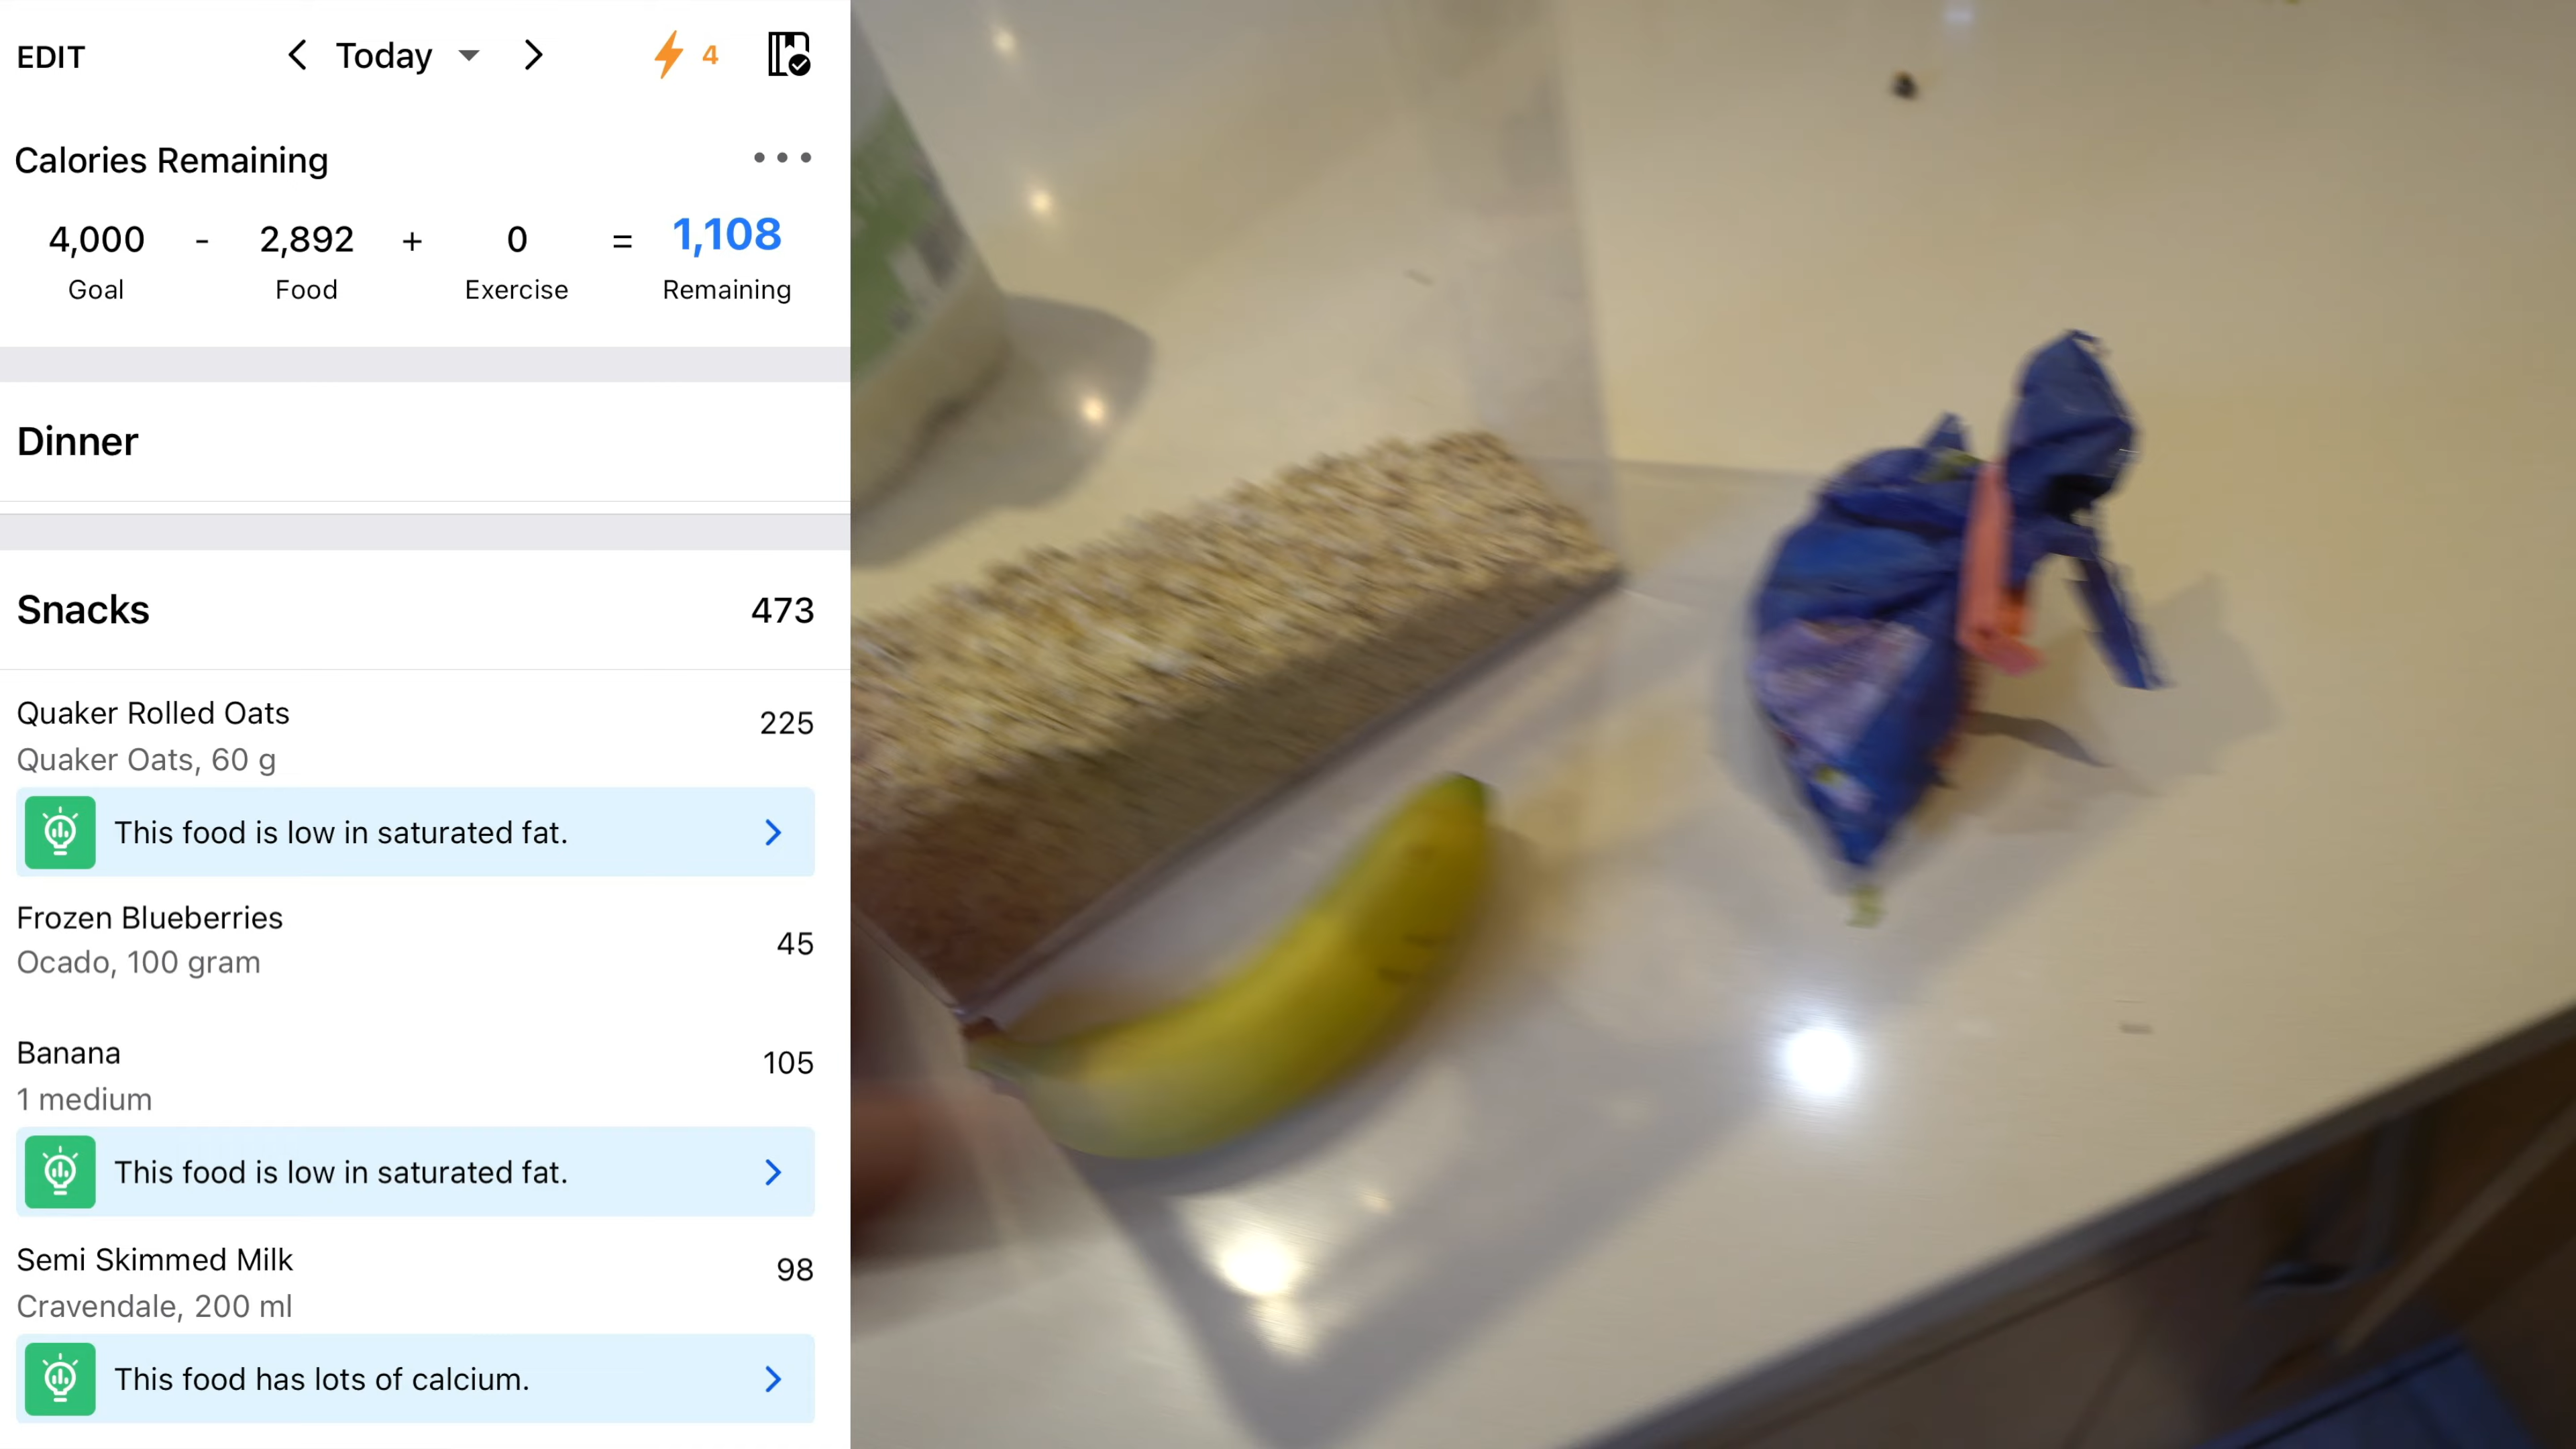 EDIT
Today
4
Calories Remaining
4,000 - 2,892 + 0 = 1,108
Goal Food Exercise Remaining
Dinner
Snacks 473
Quaker Rolled Oats 225
Quaker Oats, 60 g
This food is low in saturated fat.
Frozen Blueberries 45
Ocado, 100 gram
Banana 105
1 medium
This food is low in saturated fat.
Semi Skimmed Milk 98
Cravendale, 200 ml
This food has lots of calcium.